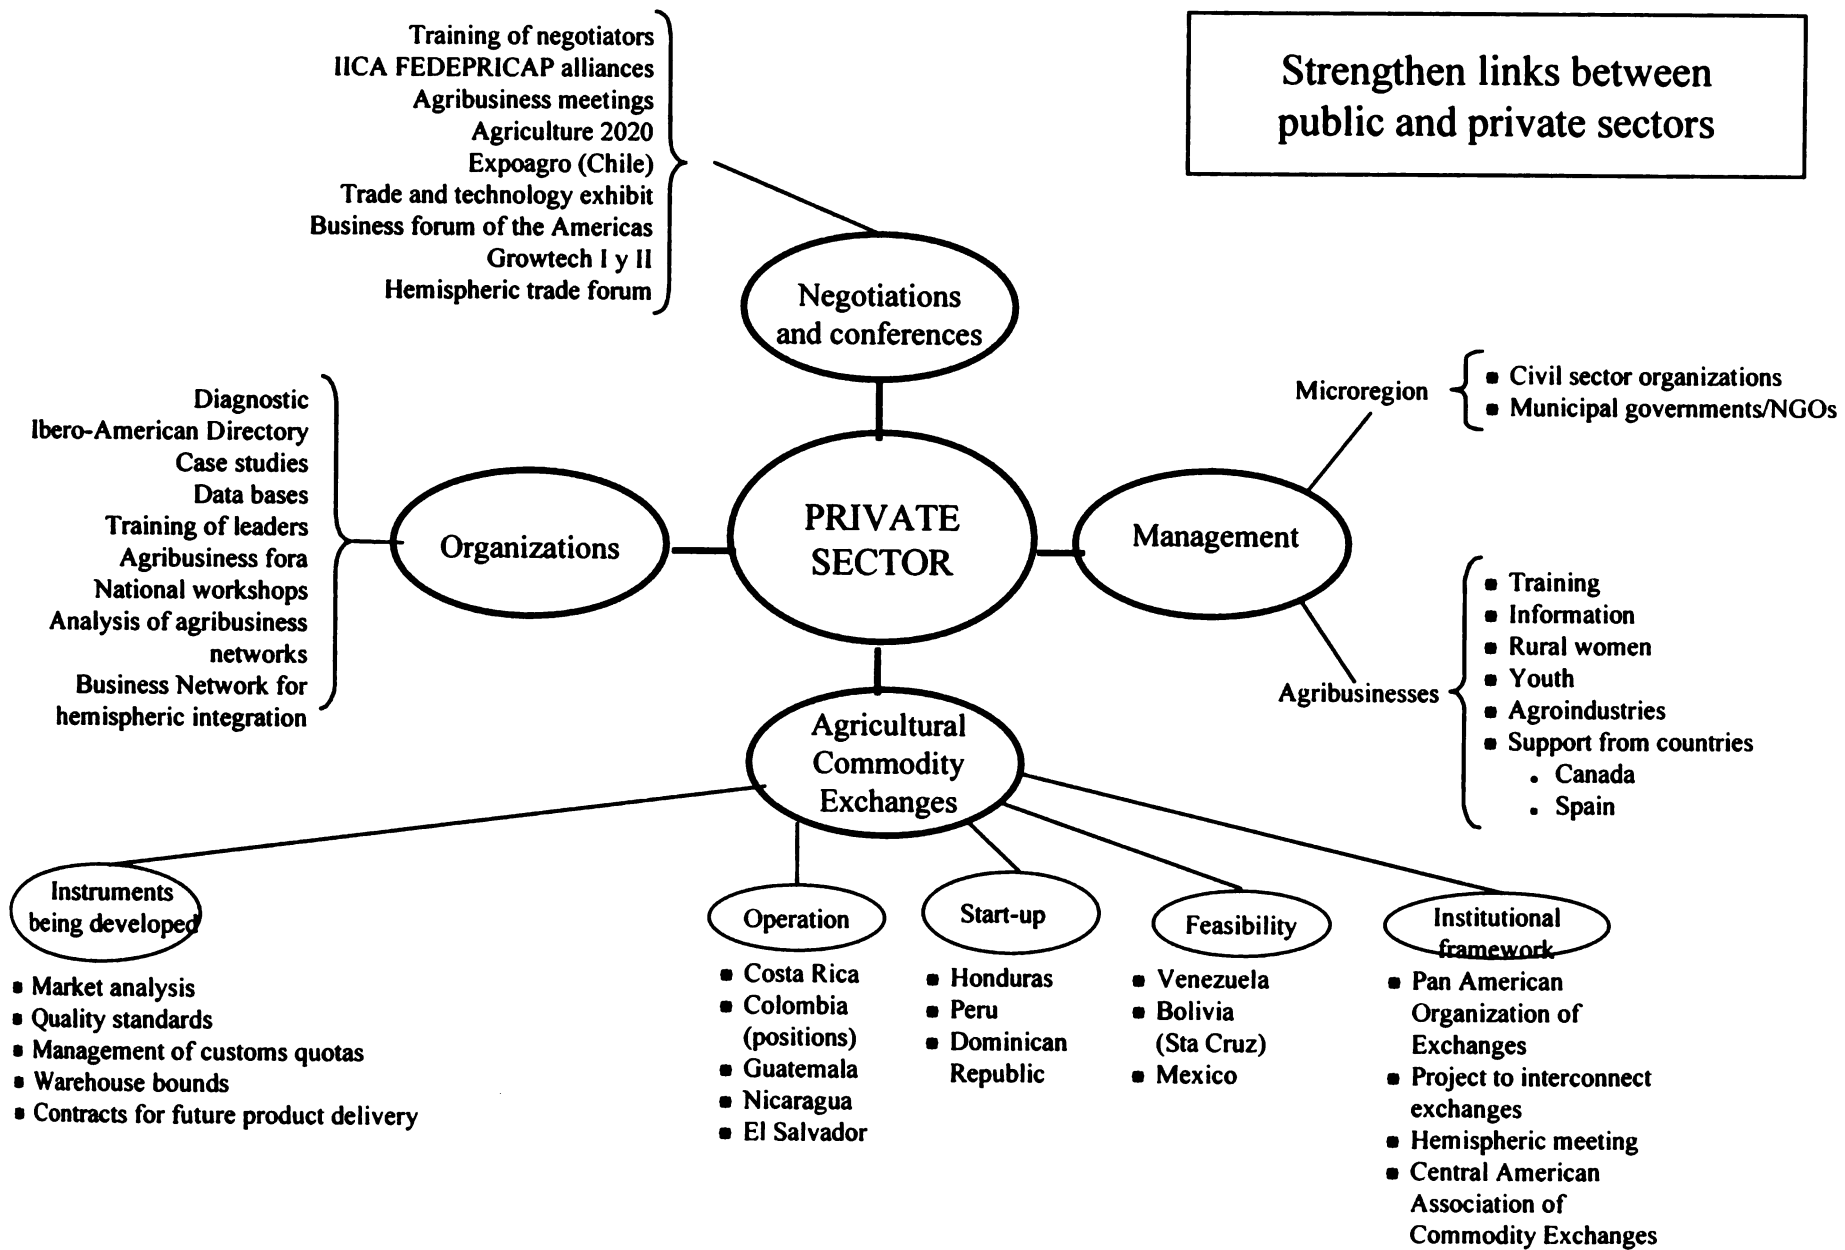 Strengthen links between
public and private sectors
Training of negotiators
IICA FEDEPRICAP alliances
Agribusiness meetings
Agriculture 2020
Expoagro (Chile)
Trade and technology exhibit
Business forum of the Americas
Growtech I y II
Hemispheric trade forum
Negotiations
and conferences
Diagnostic
Ibero-American Directory
Case studies
Data bases
Training of leaders
Agribusiness fora
National workshops
Analysis of agribusiness
networks
Business Network for
hemispheric integration
Organizations
PRIVATE
SECTOR
Management
Microregion
▪ Civil sector organizations
▪ Municipal governments/NGOs
Agribusinesses
▪ Training
▪ Information
▪ Rural women
▪ Youth
▪ Agroindustries
▪ Support from countries
• Canada
• Spain
Agricultural
Commodity
Exchanges
Instruments
being developed
▪ Market analysis
▪ Quality standards
▪ Management of customs quotas
▪ Warehouse bounds
▪ Contracts for future product delivery
Operation
▪ Costa Rica
▪ Colombia
(positions)
▪ Guatemala
▪ Nicaragua
▪ El Salvador
Start-up
▪ Honduras
▪ Peru
▪ Dominican
Republic
Feasibility
▪ Venezuela
▪ Bolivia
(Sta Cruz)
▪ Mexico
Institutional
framework
▪ Pan American
Organization of
Exchanges
▪ Project to interconnect
exchanges
▪ Hemispheric meeting
▪ Central American
Association of
Commodity Exchanges